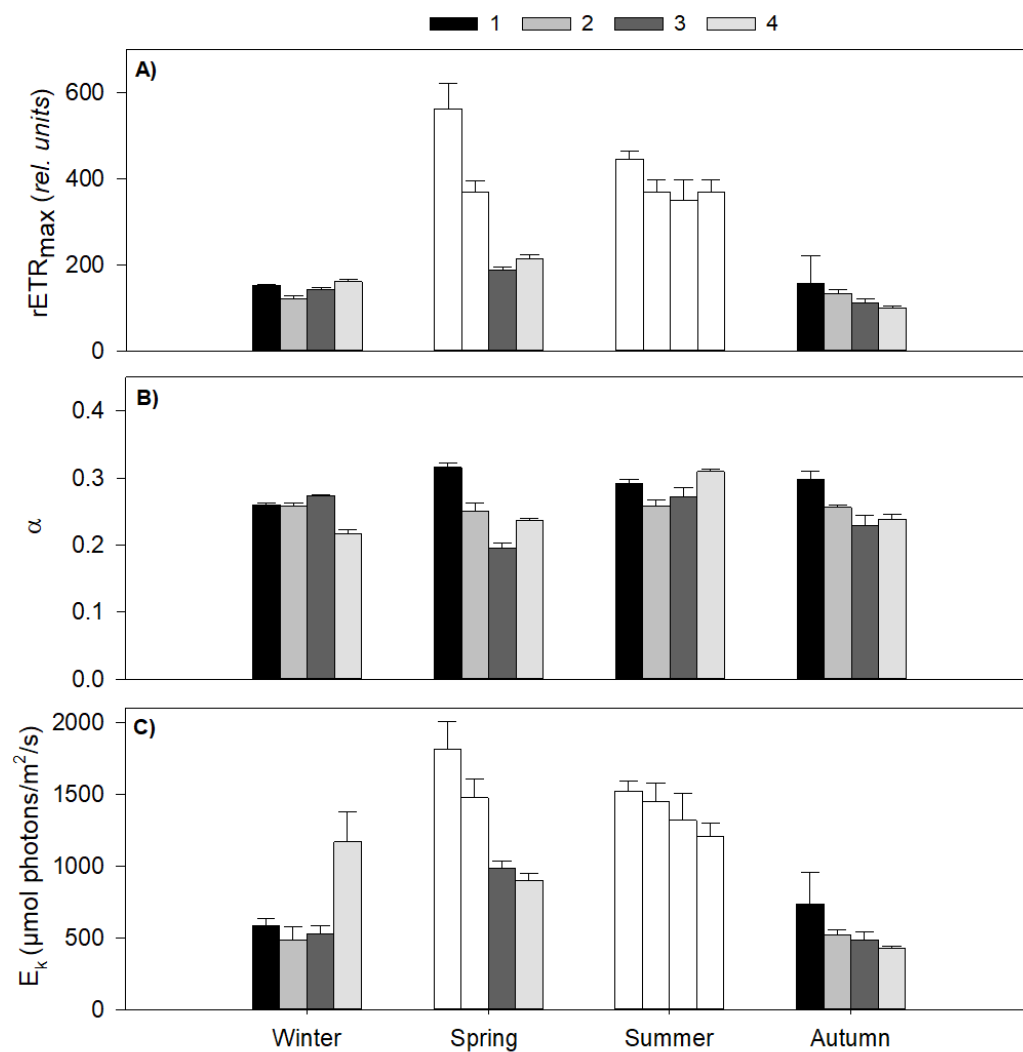 1 2 3 4
A)
rETRmax (rel. units)
600
400
200
0
B)
α
0.4
0.3
0.2
0.1
0.0
C)
Ek (µmol photons/m²/s)
2000
1500
1000
500
0
Winter Spring Summer Autumn